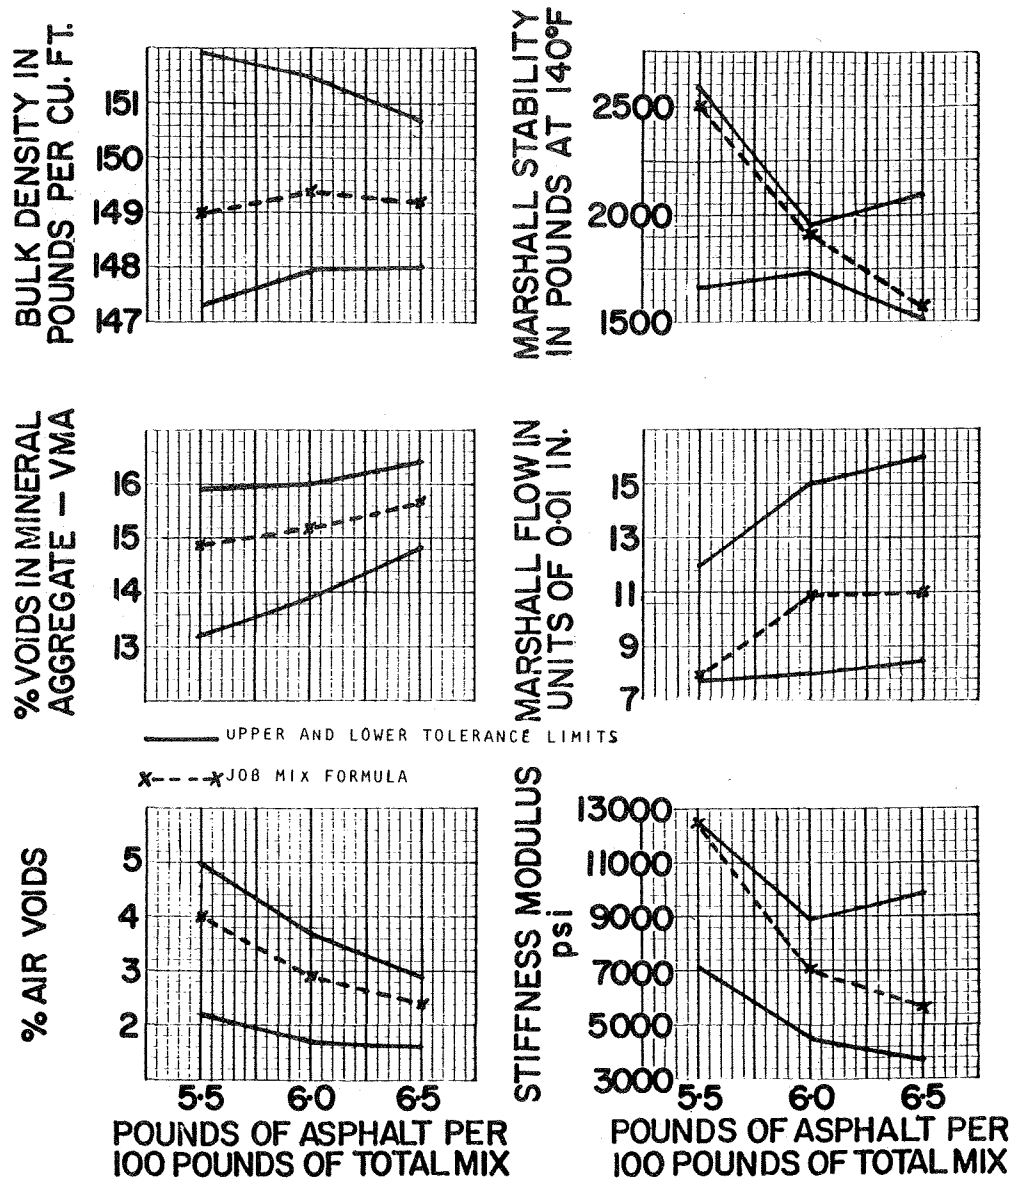 BULK DENSITY IN
POUNDS PER CU. FT.
151
150
149
148
147
MARSHALL STABILITY
IN POUNDS AT 140°F
2500
2000
1500
% VOIDS IN MINERAL
AGGREGATE — VMA
16
15
14
13
MARSHALL FLOW IN
UNITS OF 0·01 IN.
15
13
11
9
7
UPPER AND LOWER TOLERANCE LIMITS
X----X JOB MIX FORMULA
% AIR VOIDS
5
4
3
2
5·5 6·0 6·5
POUNDS OF ASPHALT PER
100 POUNDS OF TOTAL MIX
STIFFNESS MODULUS
psi
13000
11000
9000
7000
5000
3000
5·5 6·0 6·5
POUNDS OF ASPHALT PER
100 POUNDS OF TOTAL MIX